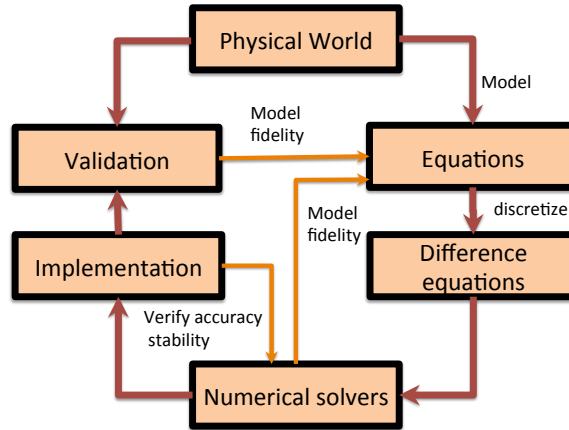 Physical World
Model
Model
fidelity
Validation
Equations
discretize
Model
fidelity
Implementation
Difference
equations
Verify accuracy
stability
Numerical solvers